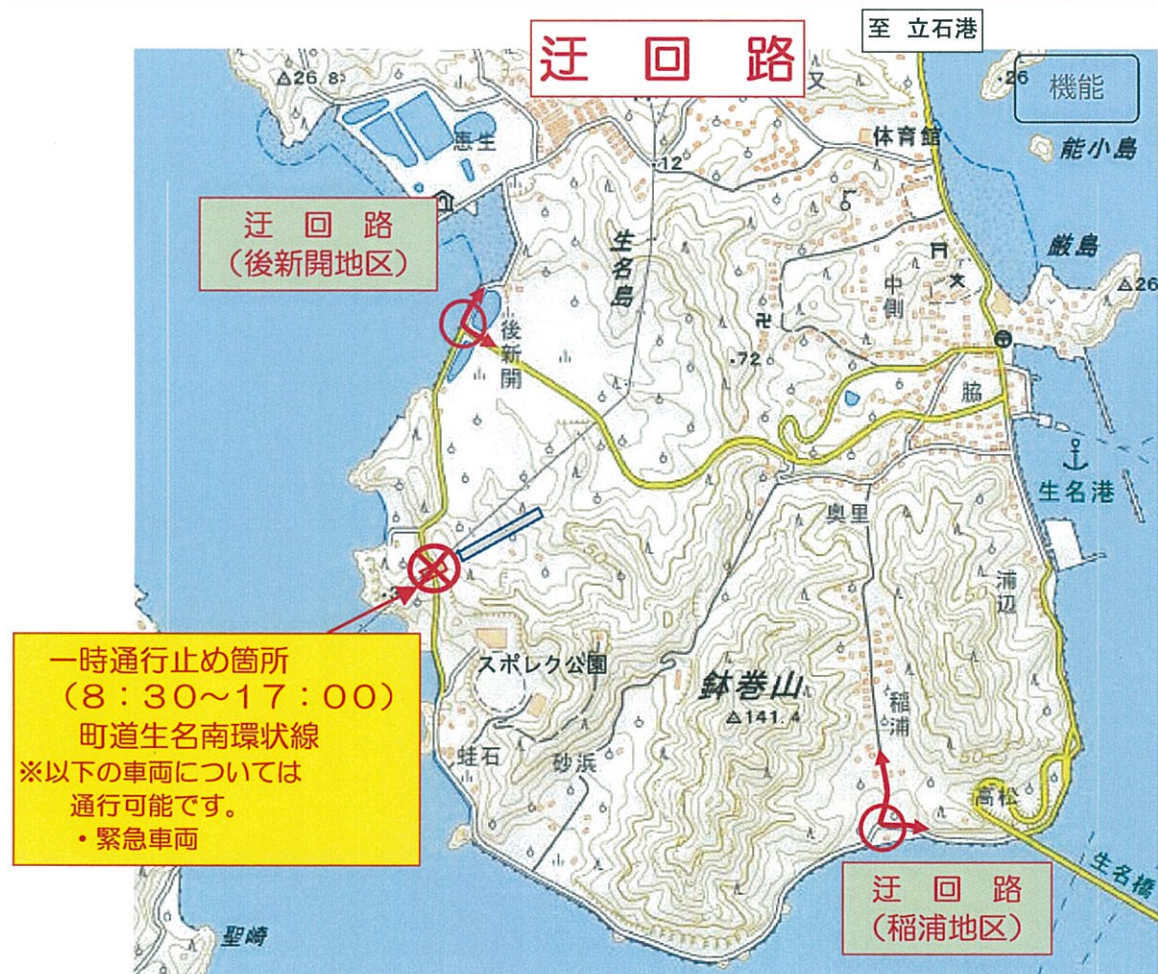 至 立石港
迂 回 路
機能
26
△26.8
又
恵生
体育館
能小島
12
迂 回 路
（後新開地区）
生名島
厳島
△26
中側
後新開
72
脇
生名港
奥里
浦辺
一時通行止め箇所
（8：30～17：00）
町道生名南環状線
※以下の車両については
通行可能です。
・緊急車両
スポレク公園
鉢巻山
△141.4
稲浦
蛙石
砂浜
50
高松
生名橋
迂 回 路
（稲浦地区）
聖崎